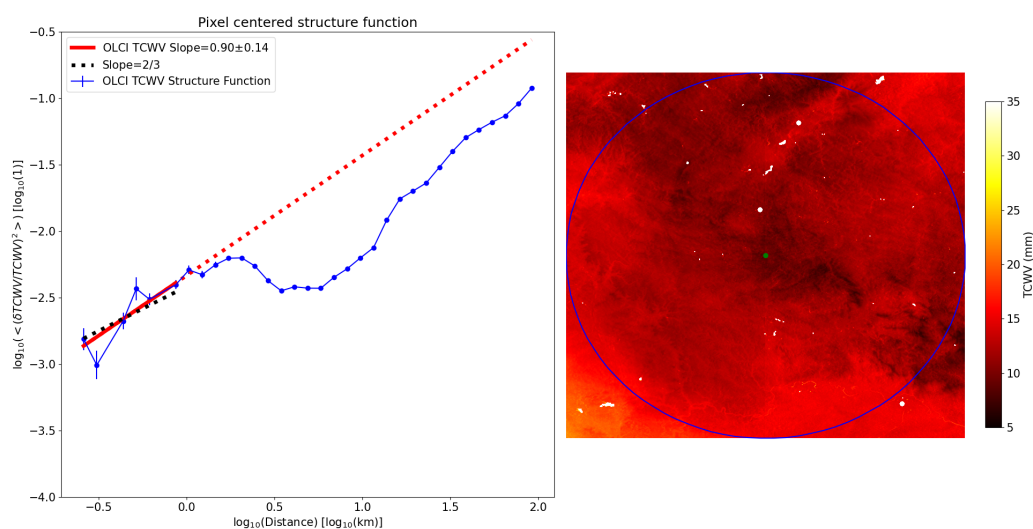 Pixel centered structure function
OLCI TCWV Slope=0.90±0.14
Slope=2/3
OLCI TCWV Structure Function
log₁₀( <(δTCWV/TCWV)² > ) [log₁₀(1)]
−0.5
−1.0
−1.5
−2.0
−2.5
−3.0
−3.5
−4.0
−0.5 0.0 0.5 1.0 1.5 2.0
log₁₀(Distance) [log₁₀(km)]
35
30
25
20
15
10
5
TCWV (mm)